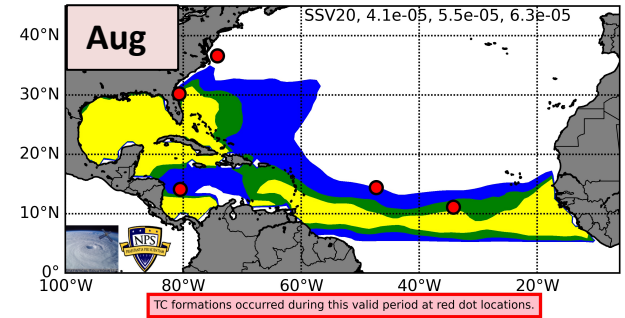 SSV20, 4.1e-05, 5.5e-05, 6.3e-05
Aug
40°N
30°N
20°N
10°N
0°
100°W
80°W
60°W
40°W
20°W
NPS
TC formations occurred during this valid period at red dot locations.